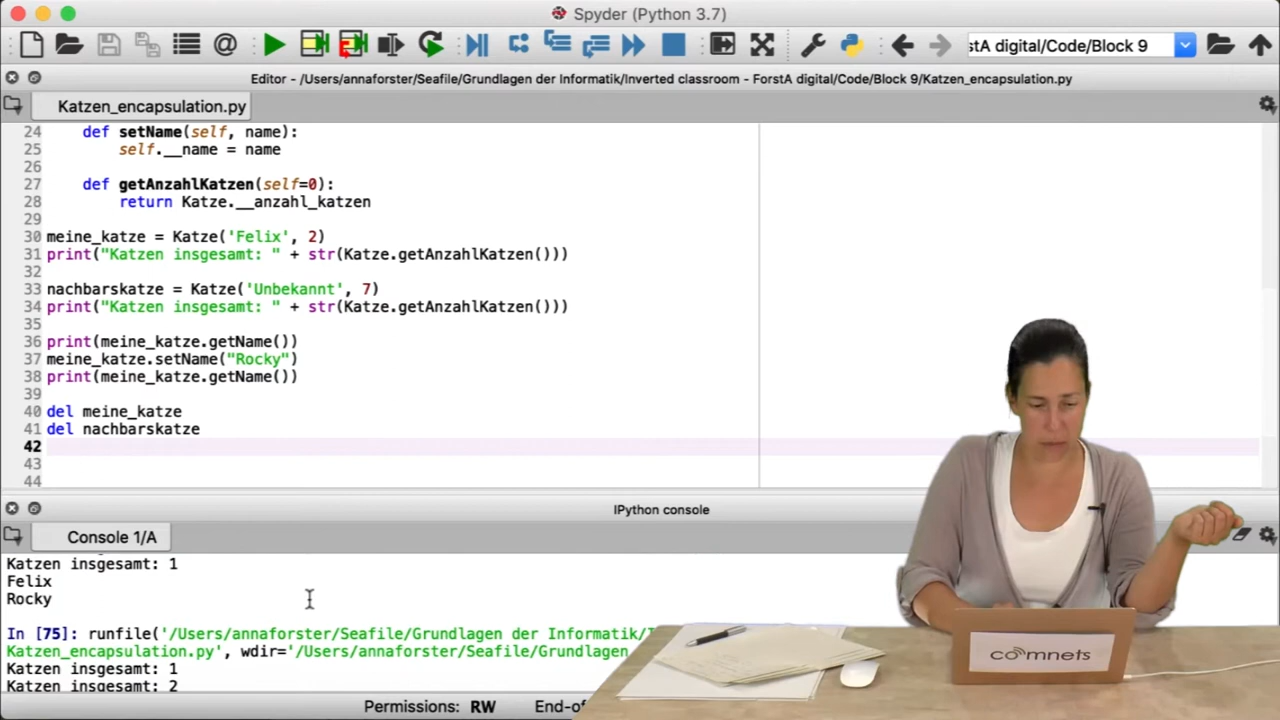 Spyder (Python 3.7)
stA digital/Code/Block 9
Editor - /Users/annaforster/Seafile/Grundlagen der Informatik/Inverted classroom - ForstA digital/Code/Block 9/Katzen_encapsulation.py
Katzen_encapsulation.py
24 def setName(self, name):
25 self.__name = name
26
27 def getAnzahlKatzen(self=0):
28 return Katze.__anzahl_katzen
29
30 meine_katze = Katze('Felix', 2)
31 print("Katzen insgesamt: " + str(Katze.getAnzahlKatzen()))
32
33 nachbarskatze = Katze('Unbekannt', 7)
34 print("Katzen insgesamt: " + str(Katze.getAnzahlKatzen()))
35
36 print(meine_katze.getName())
37 meine_katze.setName("Rocky")
38 print(meine_katze.getName())
39
40 del meine_katze
41 del nachbarskatze
42
43
44
IPython console
Console 1/A
Katzen insgesamt: 1
Felix
Rocky
In [75]: runfile('/Users/annaforster/Seafile/Grundlagen der Informatik/
Katzen_encapsulation.py', wdir='/Users/annaforster/Seafile/Grundlagen
Katzen insgesamt: 1
Katzen insgesamt: 2
Permissions: RW End-of
comnets